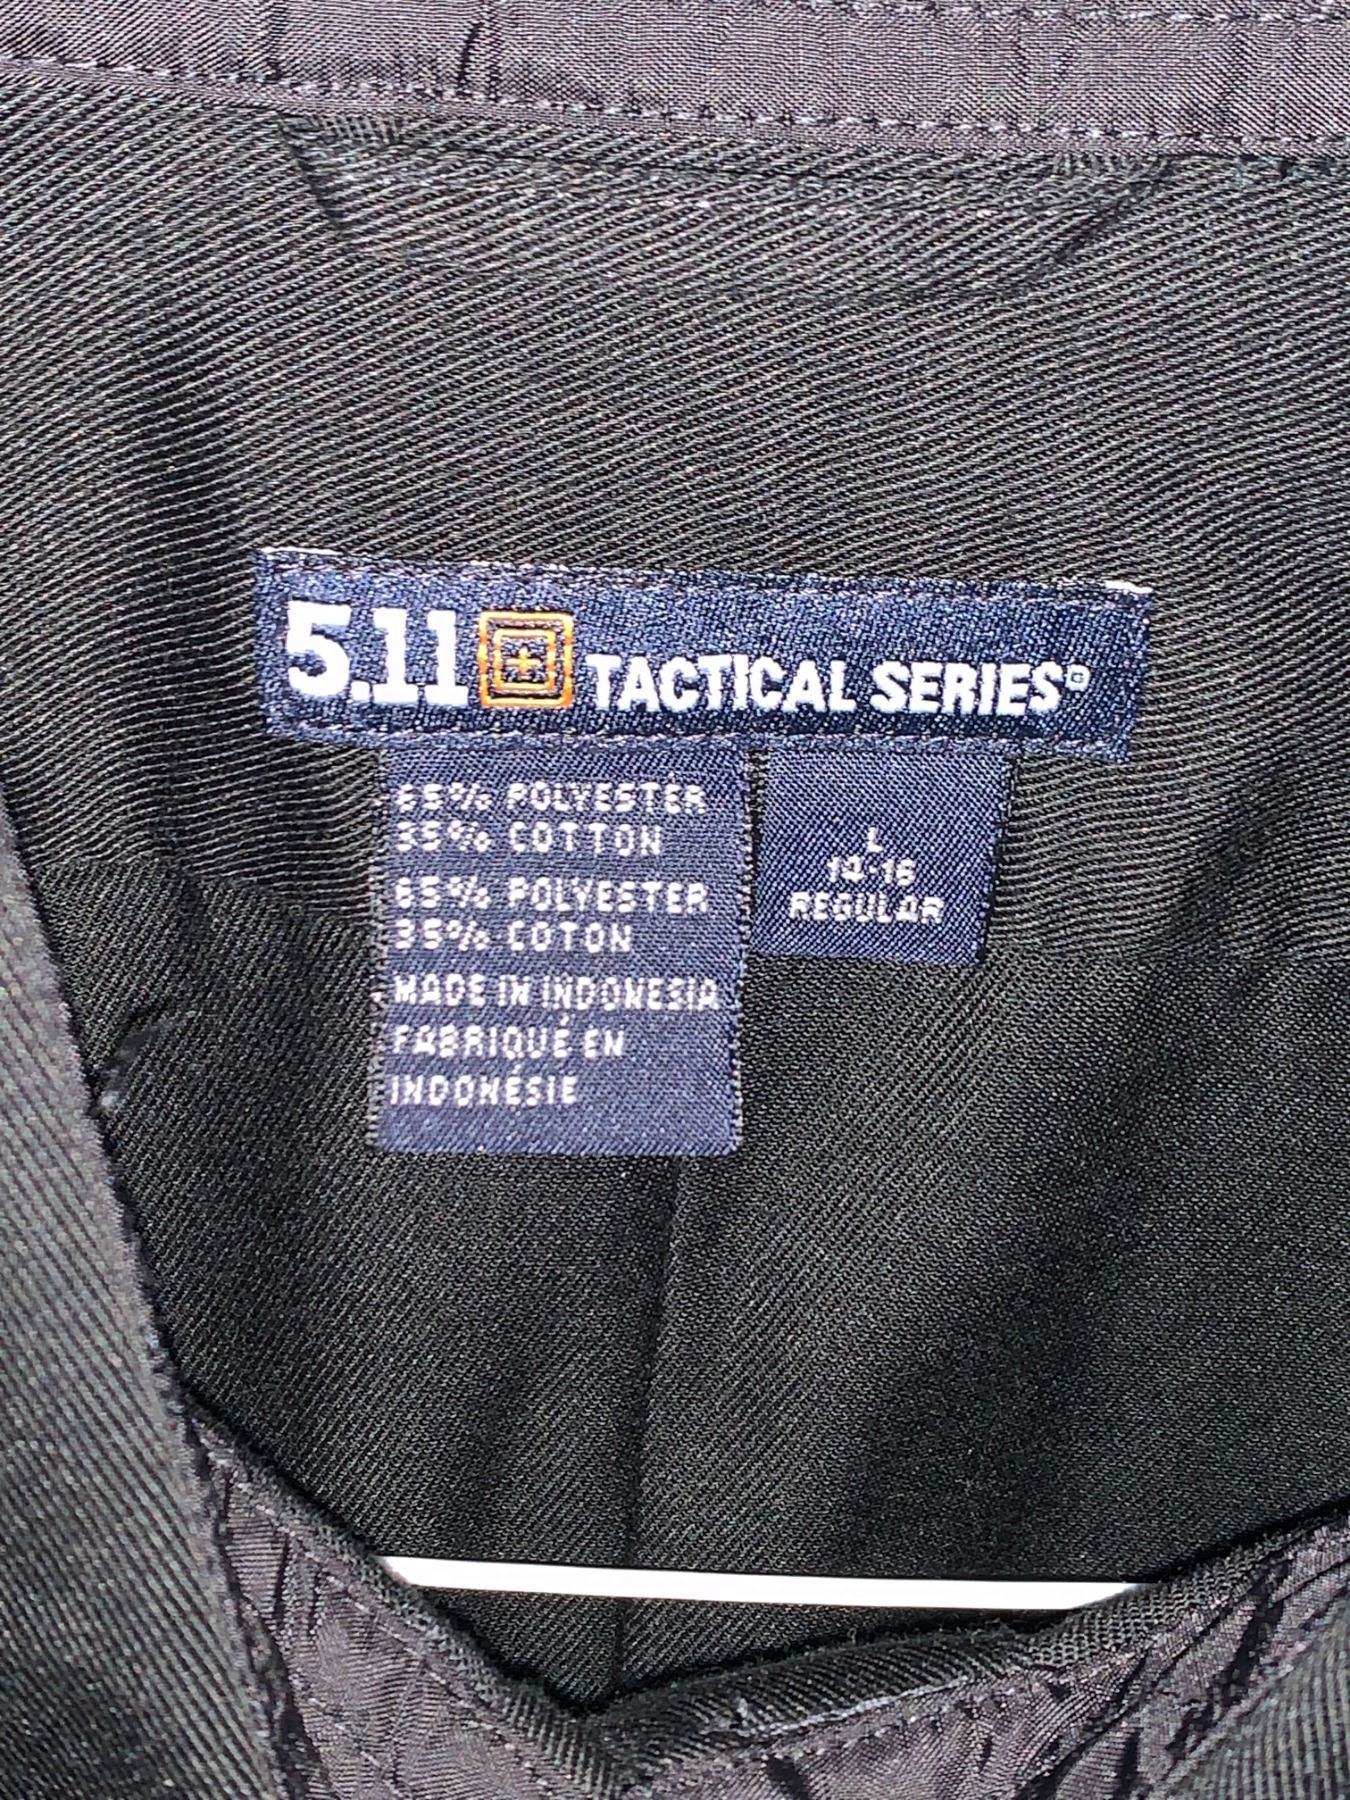 5.11 TACTICAL SERIES®
65% POLYESTER
35% COTTON
65% POLYESTER
35% COTON
MADE IN INDONESIA
FABRIQUÉ EN
INDONÉSIE
L
14-16
REGULAR